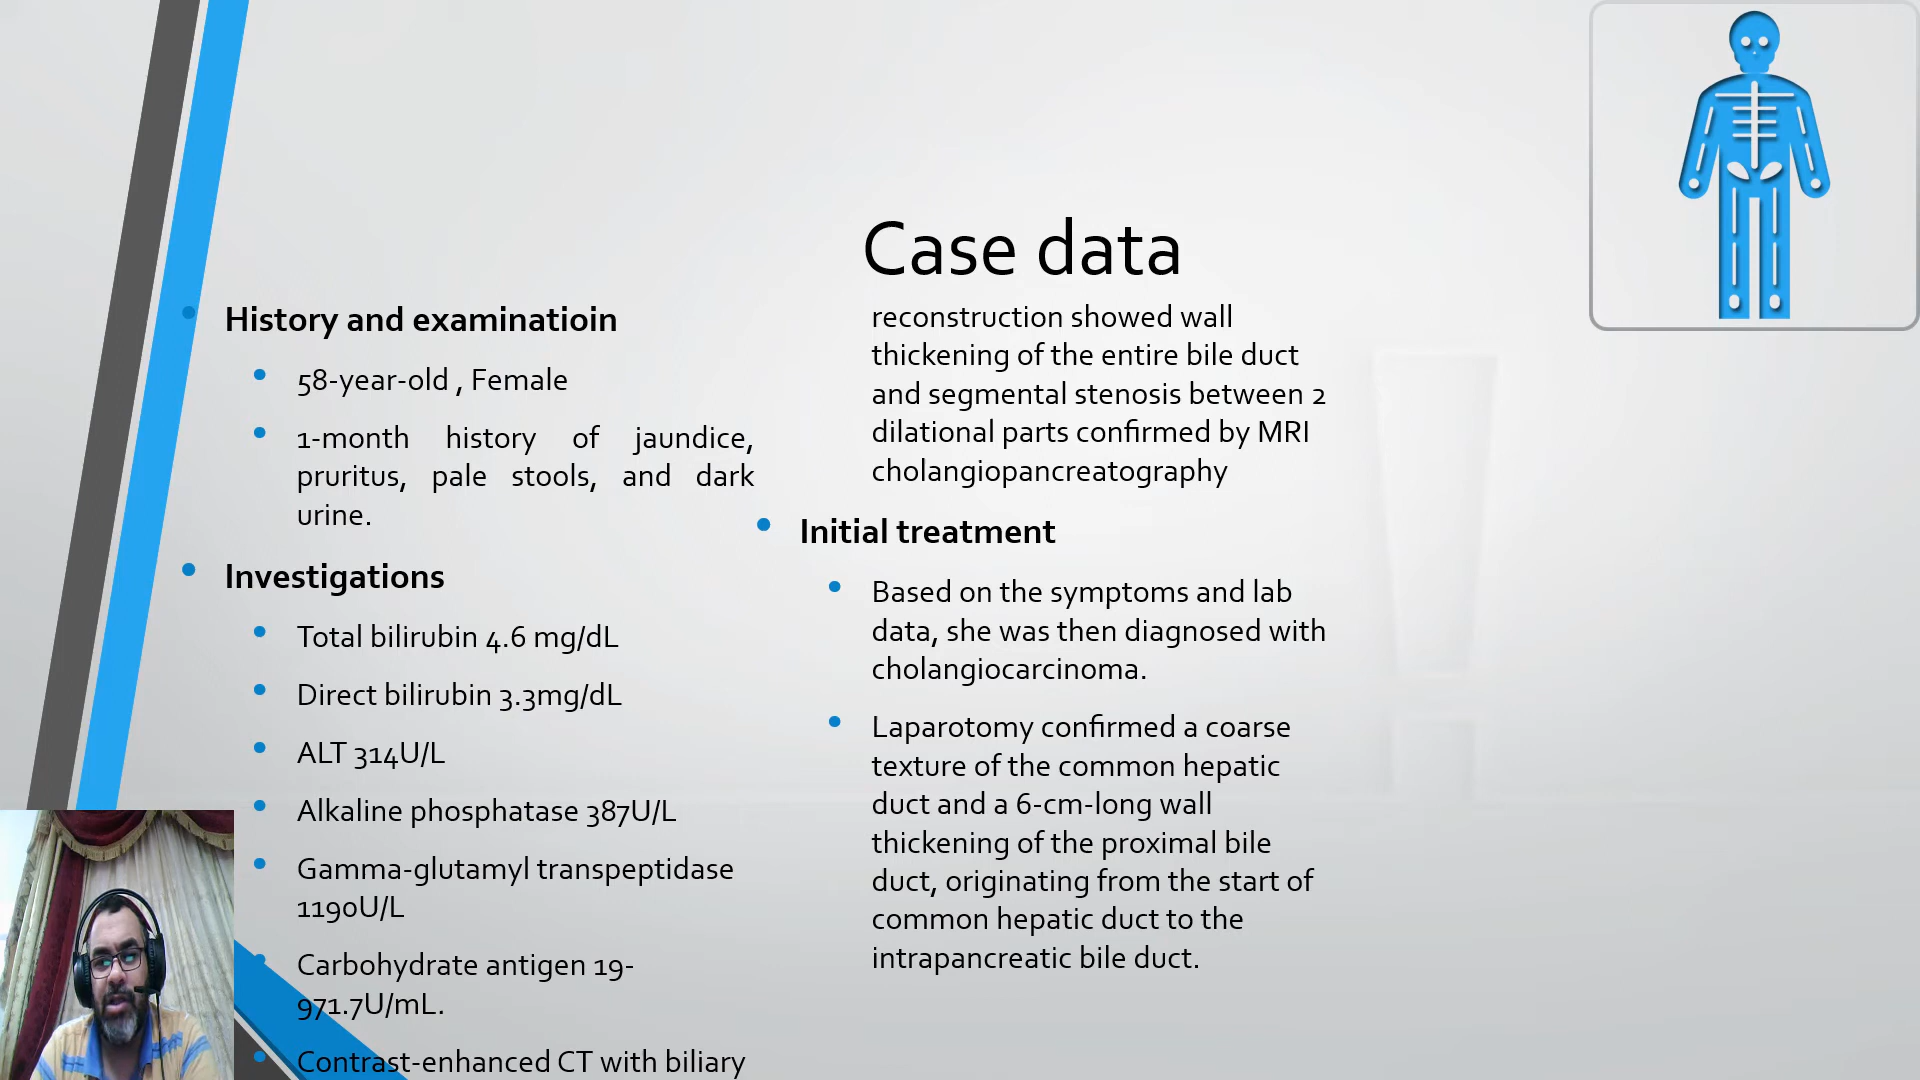 Case data
History and examinatioin
58-year-old , Female
1-month history of jaundice,
pruritus, pale stools, and dark
urine.
Investigations
Total bilirubin 4.6 mg/dL
Direct bilirubin 3.3mg/dL
ALT 314U/L
Alkaline phosphatase 387U/L
Gamma-glutamyl transpeptidase
1190U/L
Carbohydrate antigen 19-
971.7U/mL.
Contrast-enhanced CT with biliary
reconstruction showed wall
thickening of the entire bile duct
and segmental stenosis between 2
dilational parts confirmed by MRI
cholangiopancreatography
Initial treatment
Based on the symptoms and lab
data, she was then diagnosed with
cholangiocarcinoma.
Laparotomy confirmed a coarse
texture of the common hepatic
duct and a 6-cm-long wall
thickening of the proximal bile
duct, originating from the start of
common hepatic duct to the
intrapancreatic bile duct.